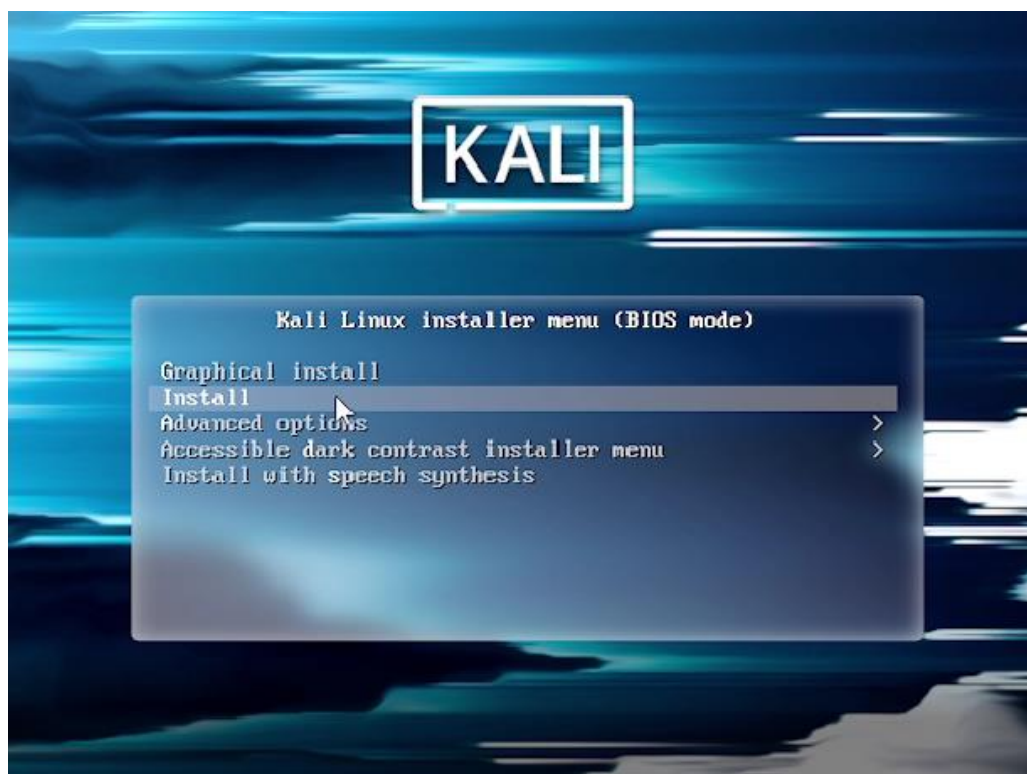 KALI
Kali Linux installer menu (BIOS mode)
Graphical install
Install
Advanced options >
Accessible dark contrast installer menu >
Install with speech synthesis